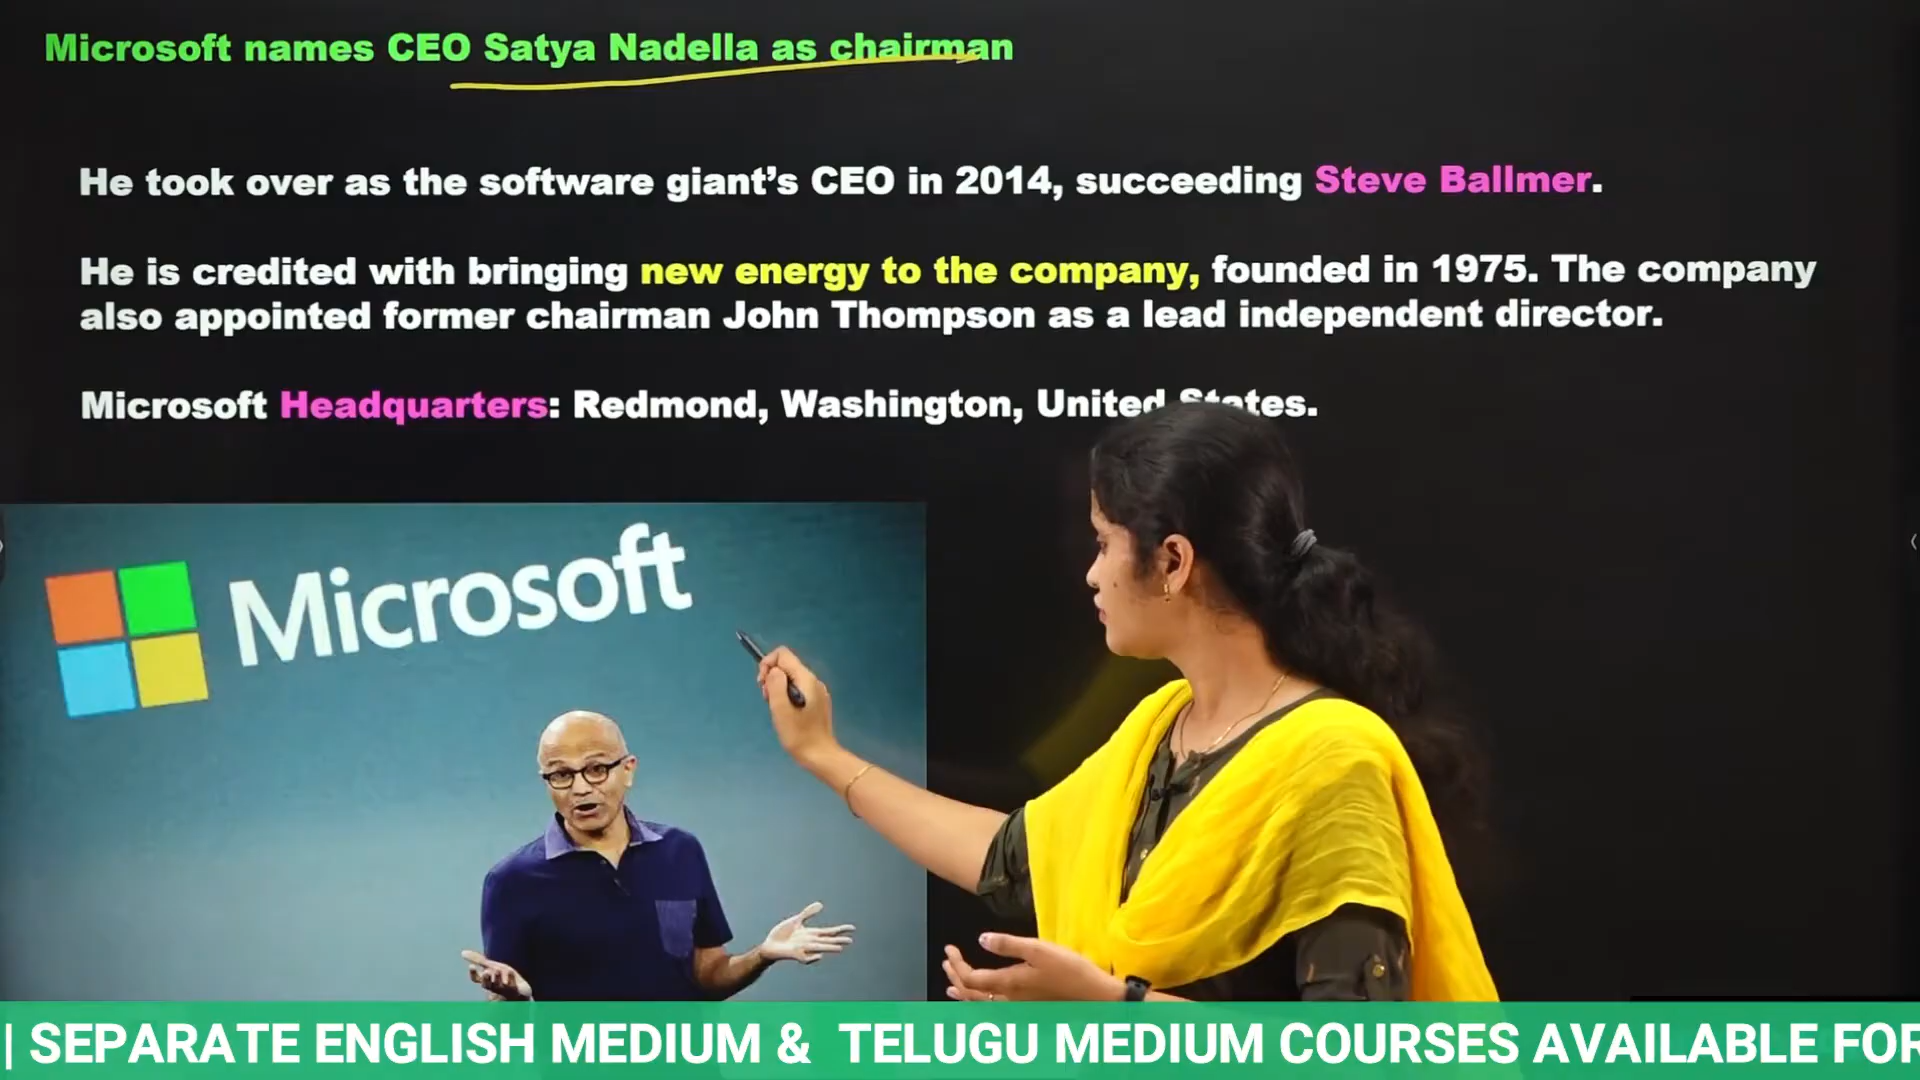 Microsoft names CEO Satya Nadella as chairman
He took over as the software giant’s CEO in 2014, succeeding Steve Ballmer.
He is credited with bringing new energy to the company, founded in 1975. The company
also appointed former chairman John Thompson as a lead independent director.
Microsoft Headquarters: Redmond, Washington, United States.
Microsoft
| SEPARATE ENGLISH MEDIUM & TELUGU MEDIUM COURSES AVAILABLE FOR